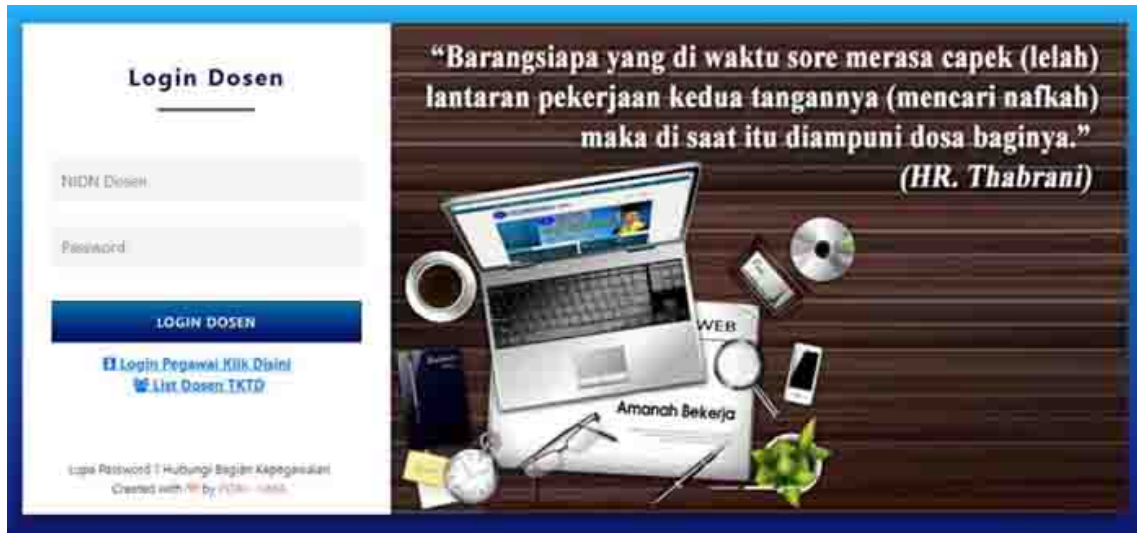 Login Dosen
NIDN Dosen
Password
LOGIN DOSEN
Login Pegawai Klik Disini
List Dosen TKTD
Lupa Password ? Hubungi Bagian Kepegawaian
Created with by
“Barangsiapa yang di waktu sore merasa capek (lelah)
lantaran pekerjaan kedua tangannya (mencari nafkah)
maka di saat itu diampuni dosa baginya.”
(HR. Thabrani)
WEB
Amanah Bekerja